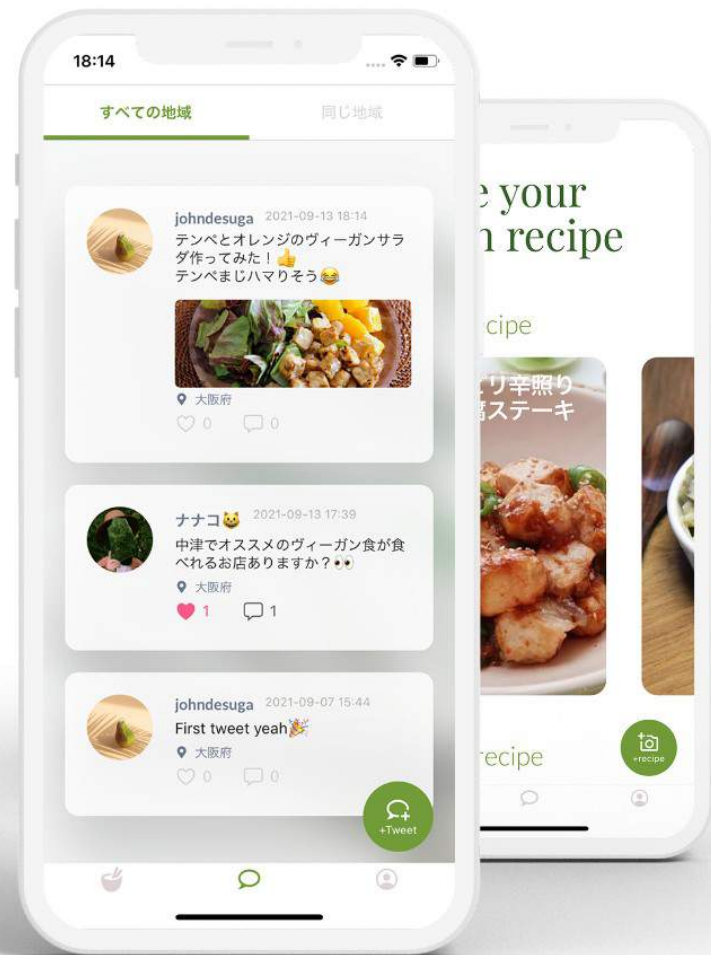 18:14
すべての地域
同じ地域
johndesuga 2021-09-13 18:14
テンペとオレンジのヴィーガンサラ
ダ作ってみた！👍
テンペまじハマりそう😂
大阪府
0 0
ナナコ😺 2021-09-13 17:39
中津でオススメのヴィーガン食が食
べれるお店ありますか？👀
大阪府
1 1
johndesuga 2021-09-07 15:44
First tweet yeah🎉
大阪府
0 0
+Tweet
your
recipe
cipe
リ辛照り
ステーキ
recipe
+recipe